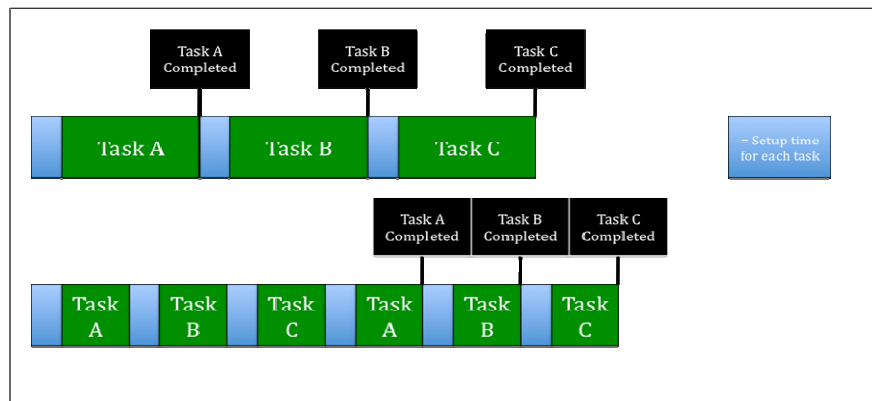 Task A
Completed
Task B
Completed
Task C
Completed
Task A
Task B
Task C
= Setup time
for each task
Task A
Completed
Task B
Completed
Task C
Completed
Task
A
Task
B
Task
C
Task
A
Task
B
Task
C